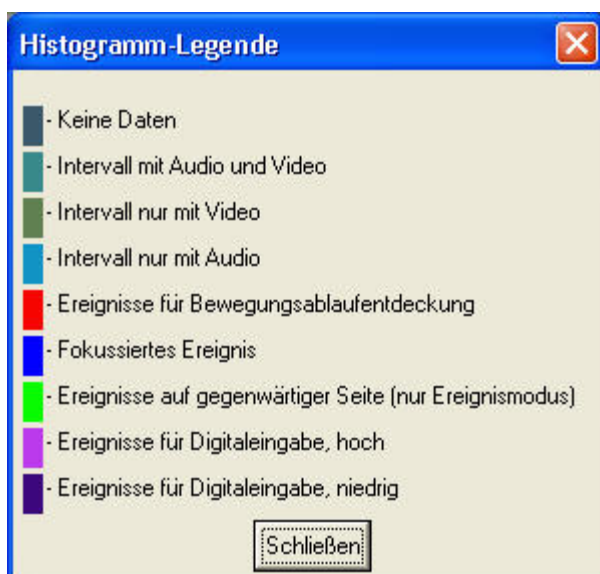 Histogramm-Legende
- Keine Daten
- Intervall mit Audio und Video
- Intervall nur mit Video
- Intervall nur mit Audio
- Ereignisse für Bewegungsablaufentdeckung
- Fokussiertes Ereignis
- Ereignisse auf gegenwärtiger Seite (nur Ereignismodus)
- Ereignisse für Digitaleingabe, hoch
- Ereignisse für Digitaleingabe, niedrig
Schließen